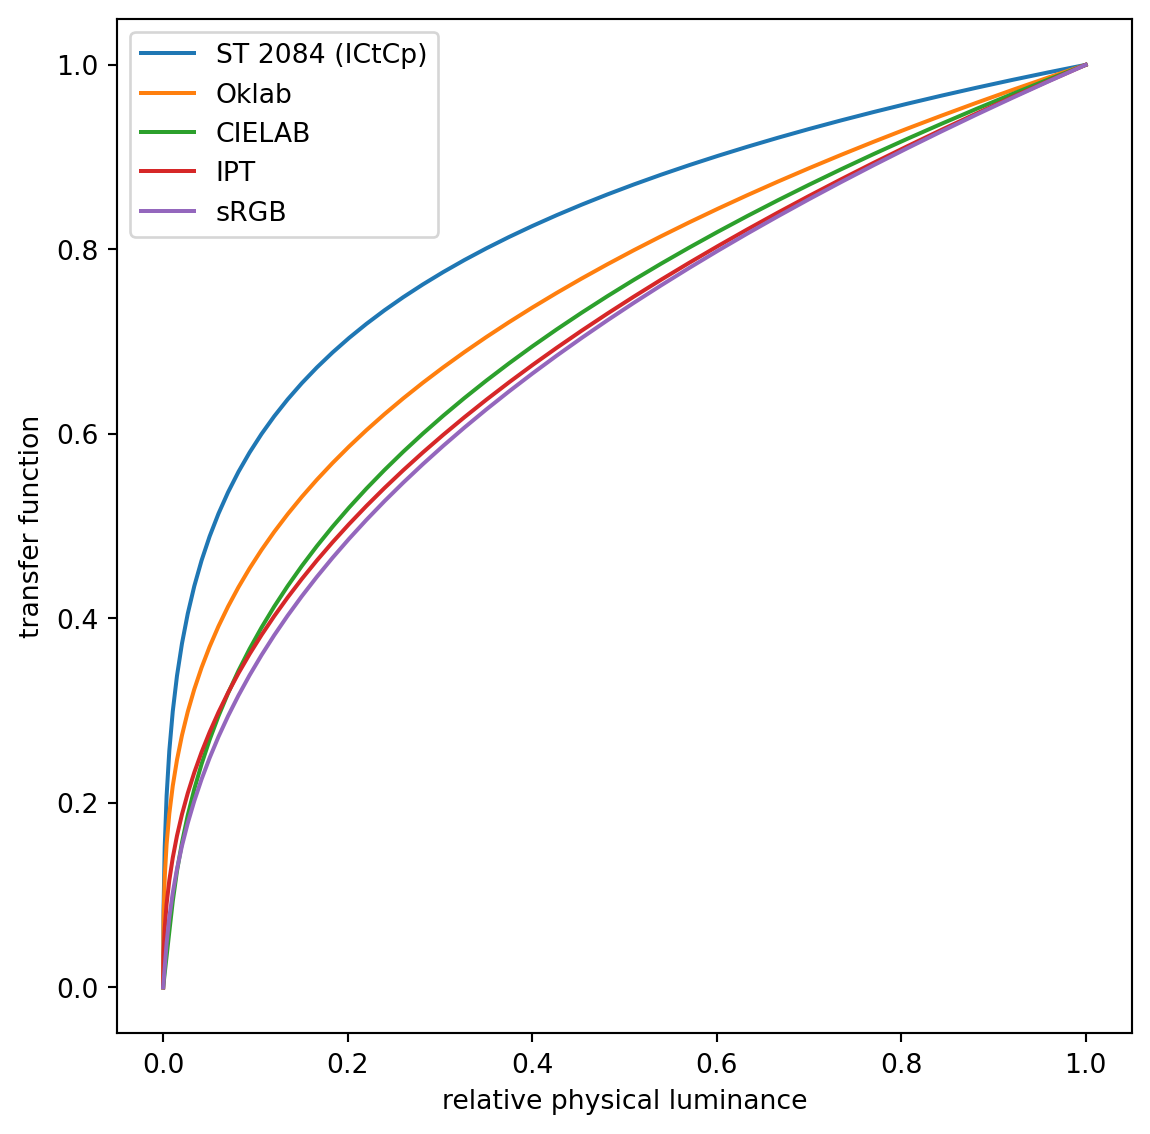 ST 2084 (ICtCp)
Oklab
CIELAB
IPT
sRGB
1.0
0.8
0.6
0.4
0.2
0.0
transfer function
0.0 0.2 0.4 0.6 0.8 1.0
relative physical luminance